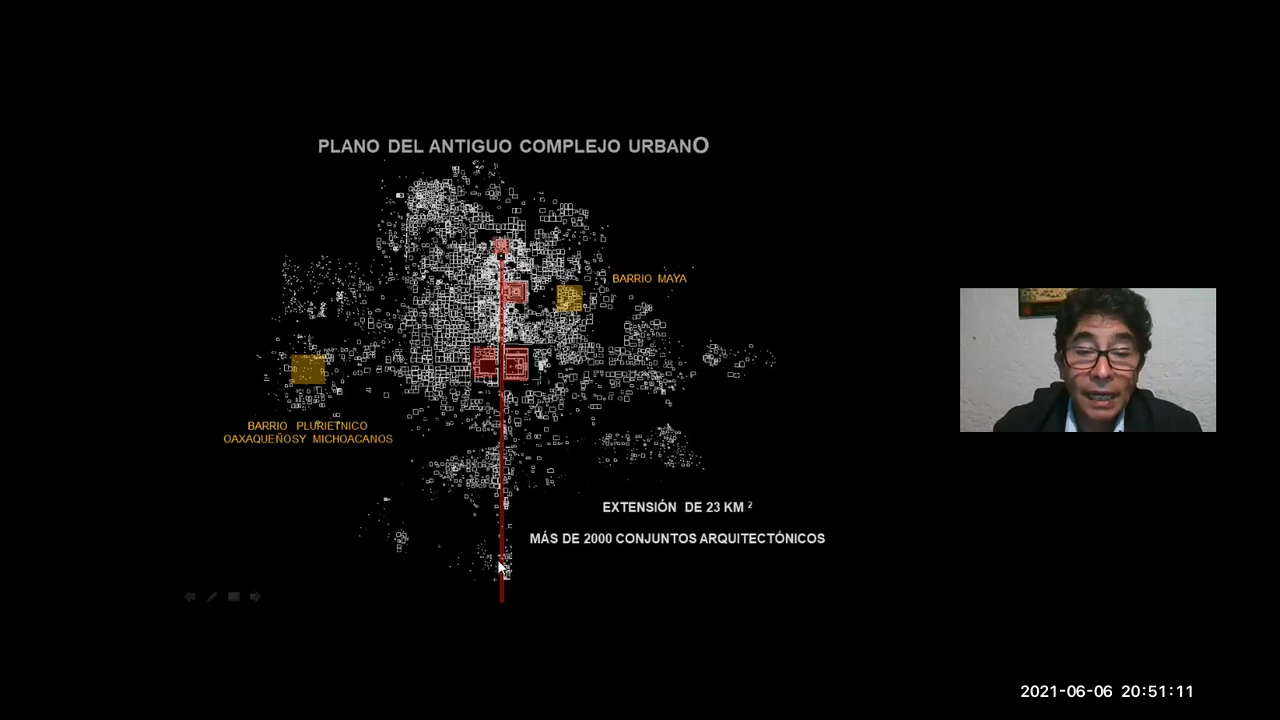 PLANO DEL ANTIGUO COMPLEJO URBANO
BARRIO MAYA
BARRIO PLURIETNICO
OAXAQUEÑOSY MICHOACANOS
EXTENSIÓN DE 23 KM ²
MÁS DE 2000 CONJUNTOS ARQUITECTÓNICOS
2021-06-06 20:51:11